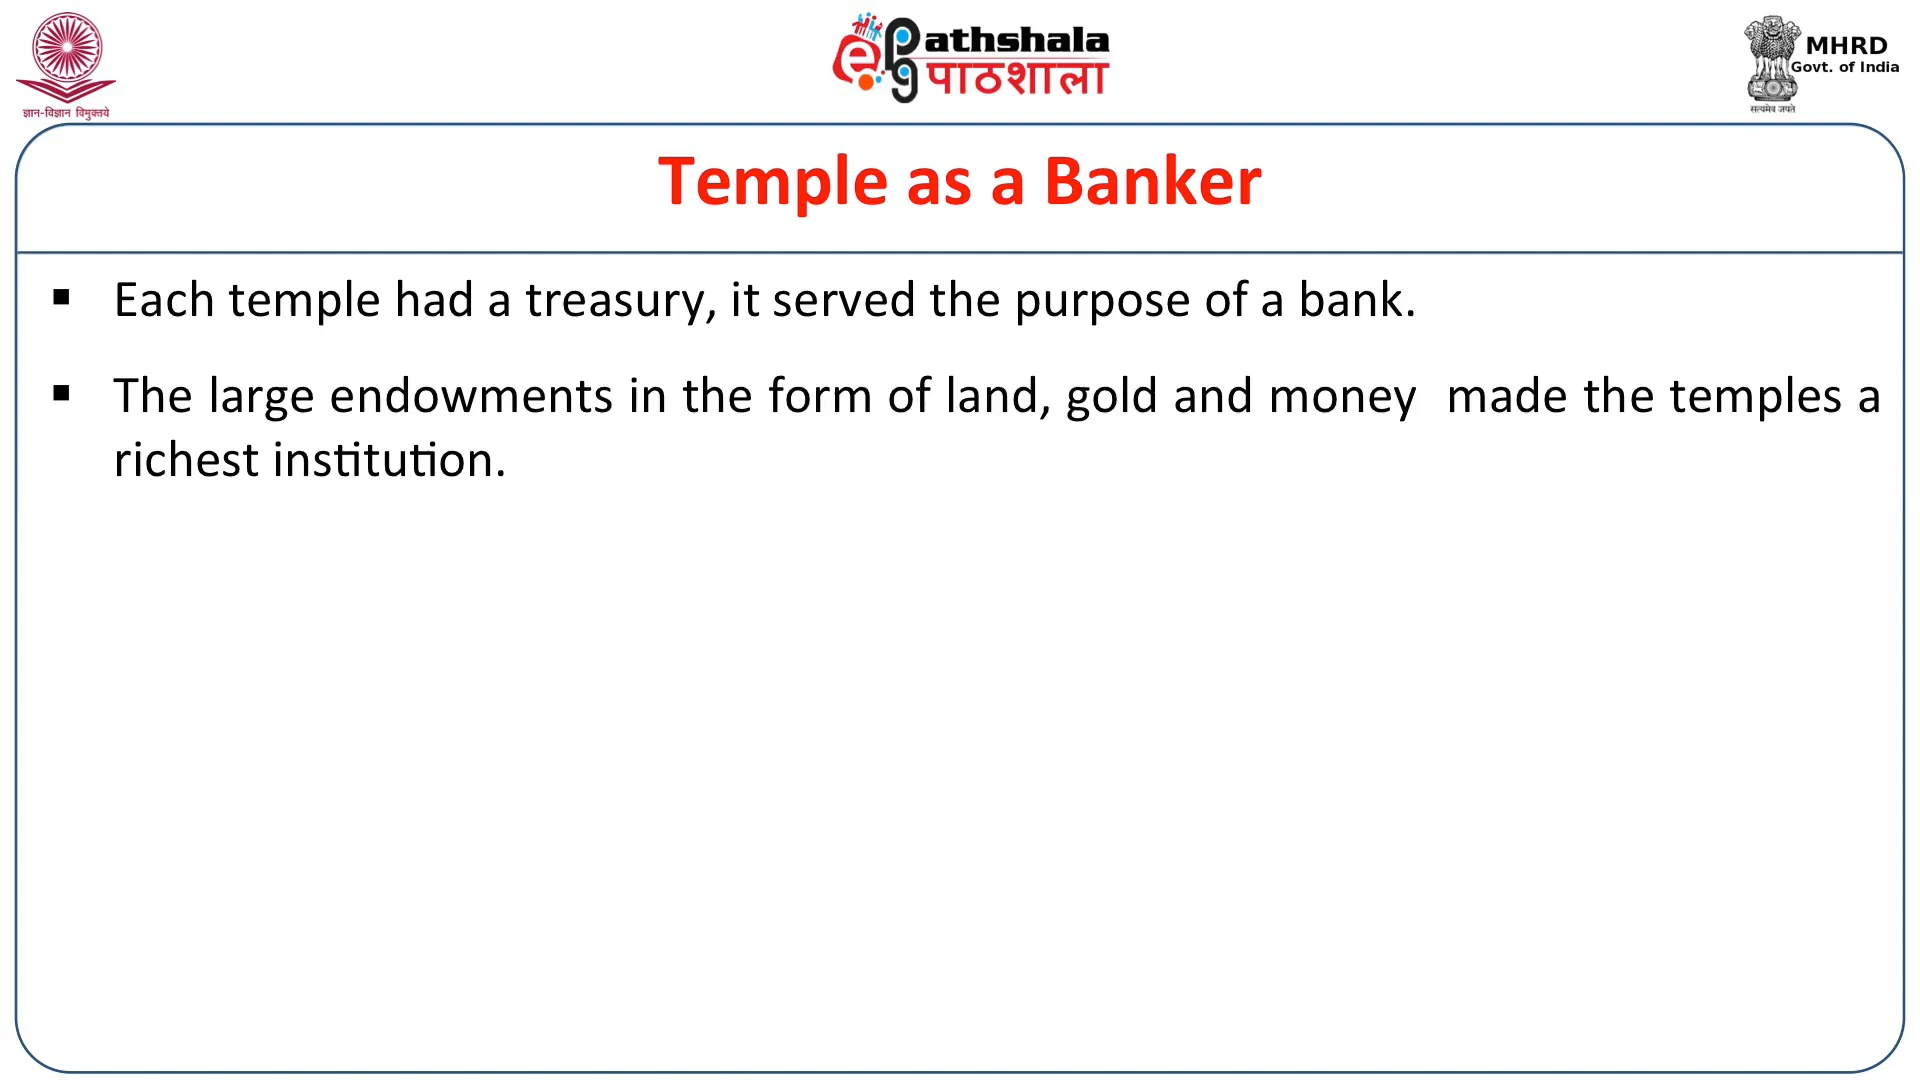 ज्ञान-विज्ञान विमुक्तये
ePathshala
पाठशाला
MHRD
Govt. of India
सत्यमेव जयते
Temple as a Banker
▪ Each temple had a treasury, it served the purpose of a bank.
▪ The large endowments in the form of land, gold and money made the temples a
richest institution.